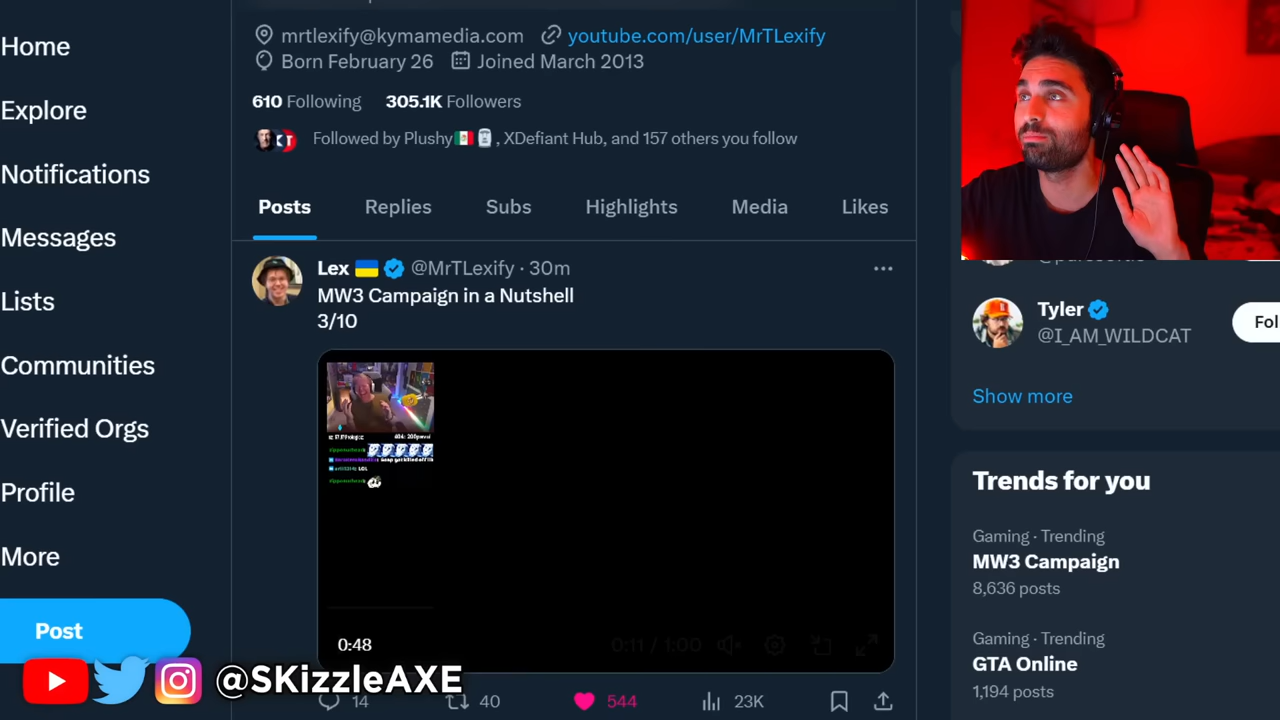 Home
Explore
Notifications
Messages
Lists
Communities
Verified Orgs
Profile
More
Post
@SKizzleAXE
mrtlexify@kymamedia.com youtube.com/user/MrTLexify
Born February 26 Joined March 2013
610 Following 305.1K Followers
Followed by Plushy, XDefiant Hub, and 157 others you follow
Posts Replies Subs Highlights Media Likes
Lex @MrTLexify · 30m
MW3 Campaign in a Nutshell
3/10
0:48 0:11 / 1:00
14 40 544 23K
Tyler
@I_AM_WILDCAT
Fol
Show more
Trends for you
Gaming · Trending
MW3 Campaign
8,636 posts
Gaming · Trending
GTA Online
1,194 posts